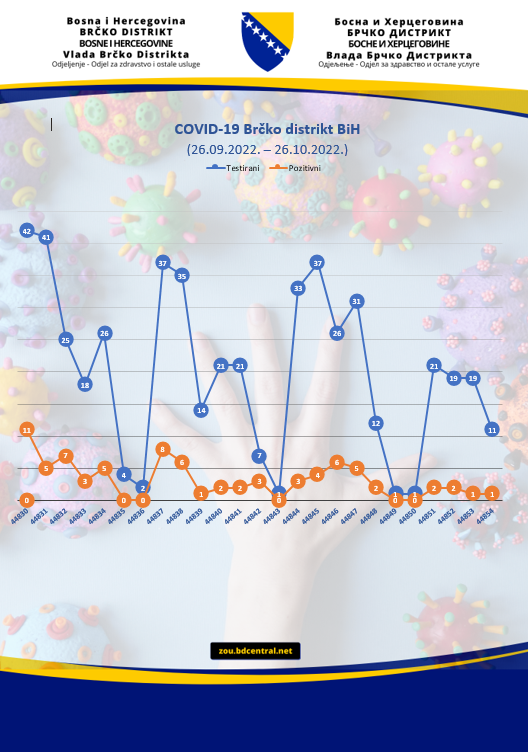 Bosna i Hercegovina
BRČKO DISTRIKT
BOSNE I HERCEGOVINE
Vlada Brčko Distrikta
Odjeljenje - Odjel za zdravstvo i ostale usluge
Босна и Херцеговина
БРЧКО ДИСТРИКТ
БОСНЕ И ХЕРЦЕГОВИНЕ
Влада Брчко Дистрикта
Одјељење - Одјел за здравство и остале услуге
COVID-19 Brčko distrikt BiH
(26.09.2022. – 26.10.2022.)
Testirani Pozitivni
42 41 25 18 26 4 2 37 35 14 21 21 7 1 33 37 26 31 12 1 1 21 19 19 11
11 5 7 3 5 0 0 8 6 1 2 2 3 0 3 4 6 5 2 0 0 2 2 1 1
0
44830 44831 44832 44833 44834 44835 44836 44837 44838 44839 44840 44841 44842 44843 44844 44845 44846 44847 44848 44849 44850 44851 44852 44853 44854
zou.bdcentral.net